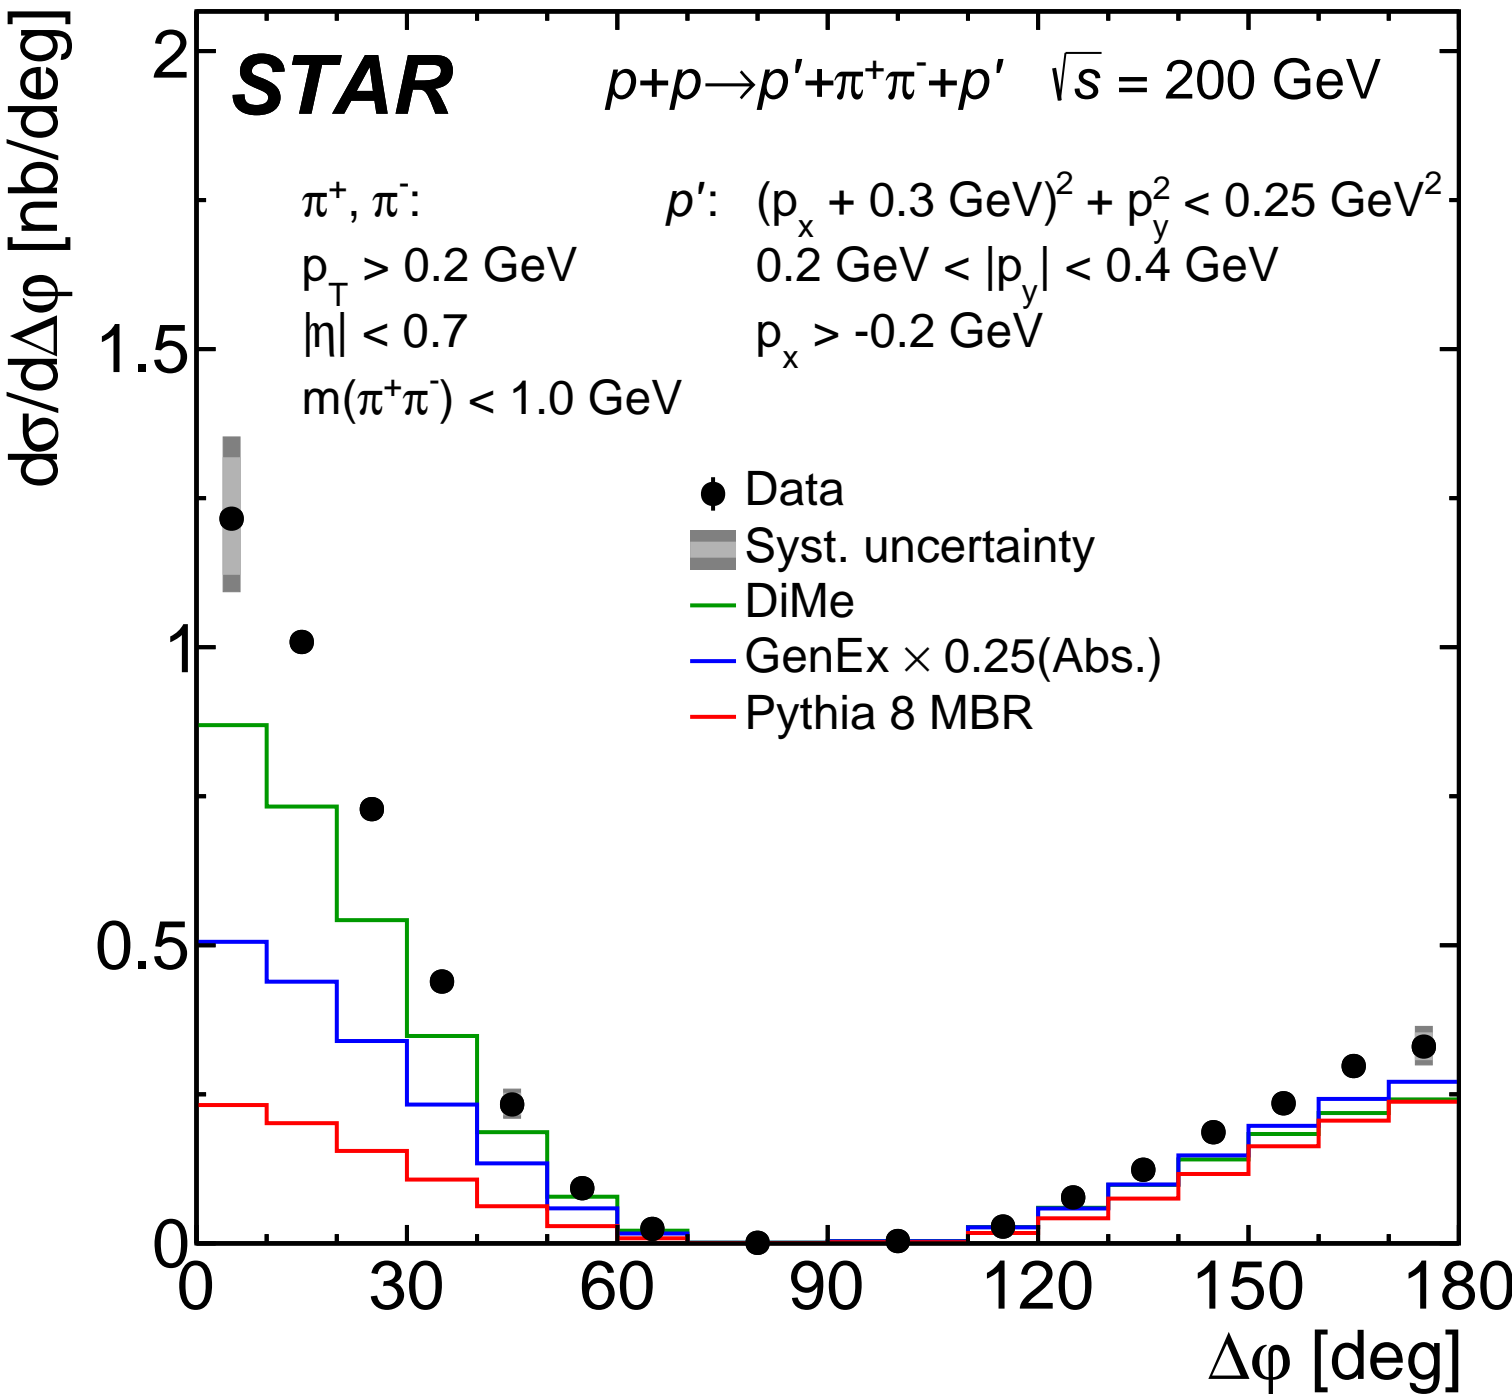 dσ/dΔφ [nb/deg]
2
1.5
1
0.5
0
STAR p+p→p′+π⁺π⁻+p′ √s = 200 GeV
π⁺, π⁻: p′: (pₓ + 0.3 GeV)² + p_y² < 0.25 GeV²
p_T > 0.2 GeV 0.2 GeV < |p_y| < 0.4 GeV
|η| < 0.7 pₓ > -0.2 GeV
m(π⁺π⁻) < 1.0 GeV
Data
Syst. uncertainty
DiMe
GenEx × 0.25(Abs.)
Pythia 8 MBR
0 30 60 90 120 150 180
Δφ [deg]